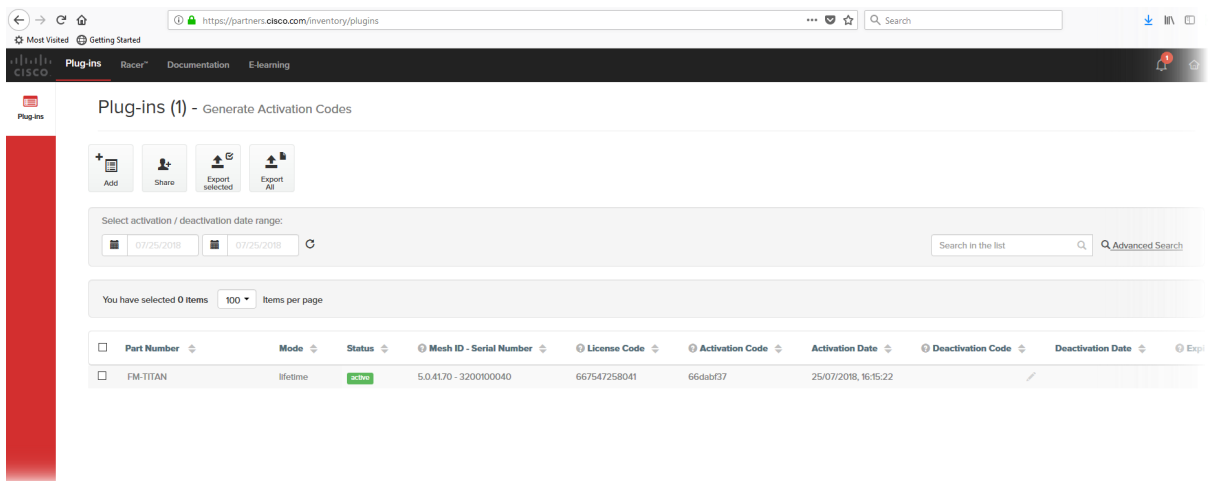 https://partners.cisco.com/inventory/plugins
Search
Most Visited Getting Started
CISCO Plug-ins Racer™ Documentation E-learning 1
Plug-ins
Plug-ins (1) - Generate Activation Codes
Add Share Export selected Export All
Select activation / deactivation date range:
07/25/2018 07/25/2018 Search in the list Advanced Search
You have selected 0 items 100 Items per page
Part Number Mode Status Mesh ID - Serial Number License Code Activation Code Activation Date Deactivation Code Deactivation Date
FM-TITAN lifetime active 5.0.41.70 - 3200100040 667547258041 66dabf37 25/07/2018, 16:15:22